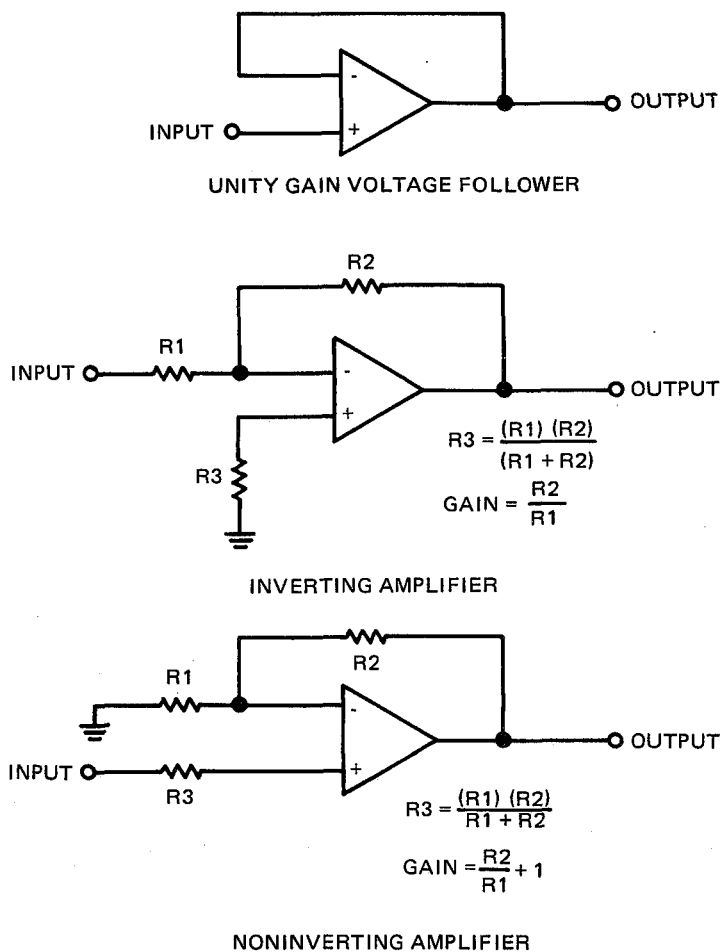 -
+
INPUT
OUTPUT
UNITY GAIN VOLTAGE FOLLOWER
R2
R1
INPUT
-
+
OUTPUT
R3
R3 = (R1) (R2)
(R1 + R2)
GAIN = R2
R1
INVERTING AMPLIFIER
R2
R1
-
+
INPUT
R3
OUTPUT
R3 = (R1) (R2)
R1 + R2
GAIN = R2 + 1
R1
NONINVERTING AMPLIFIER